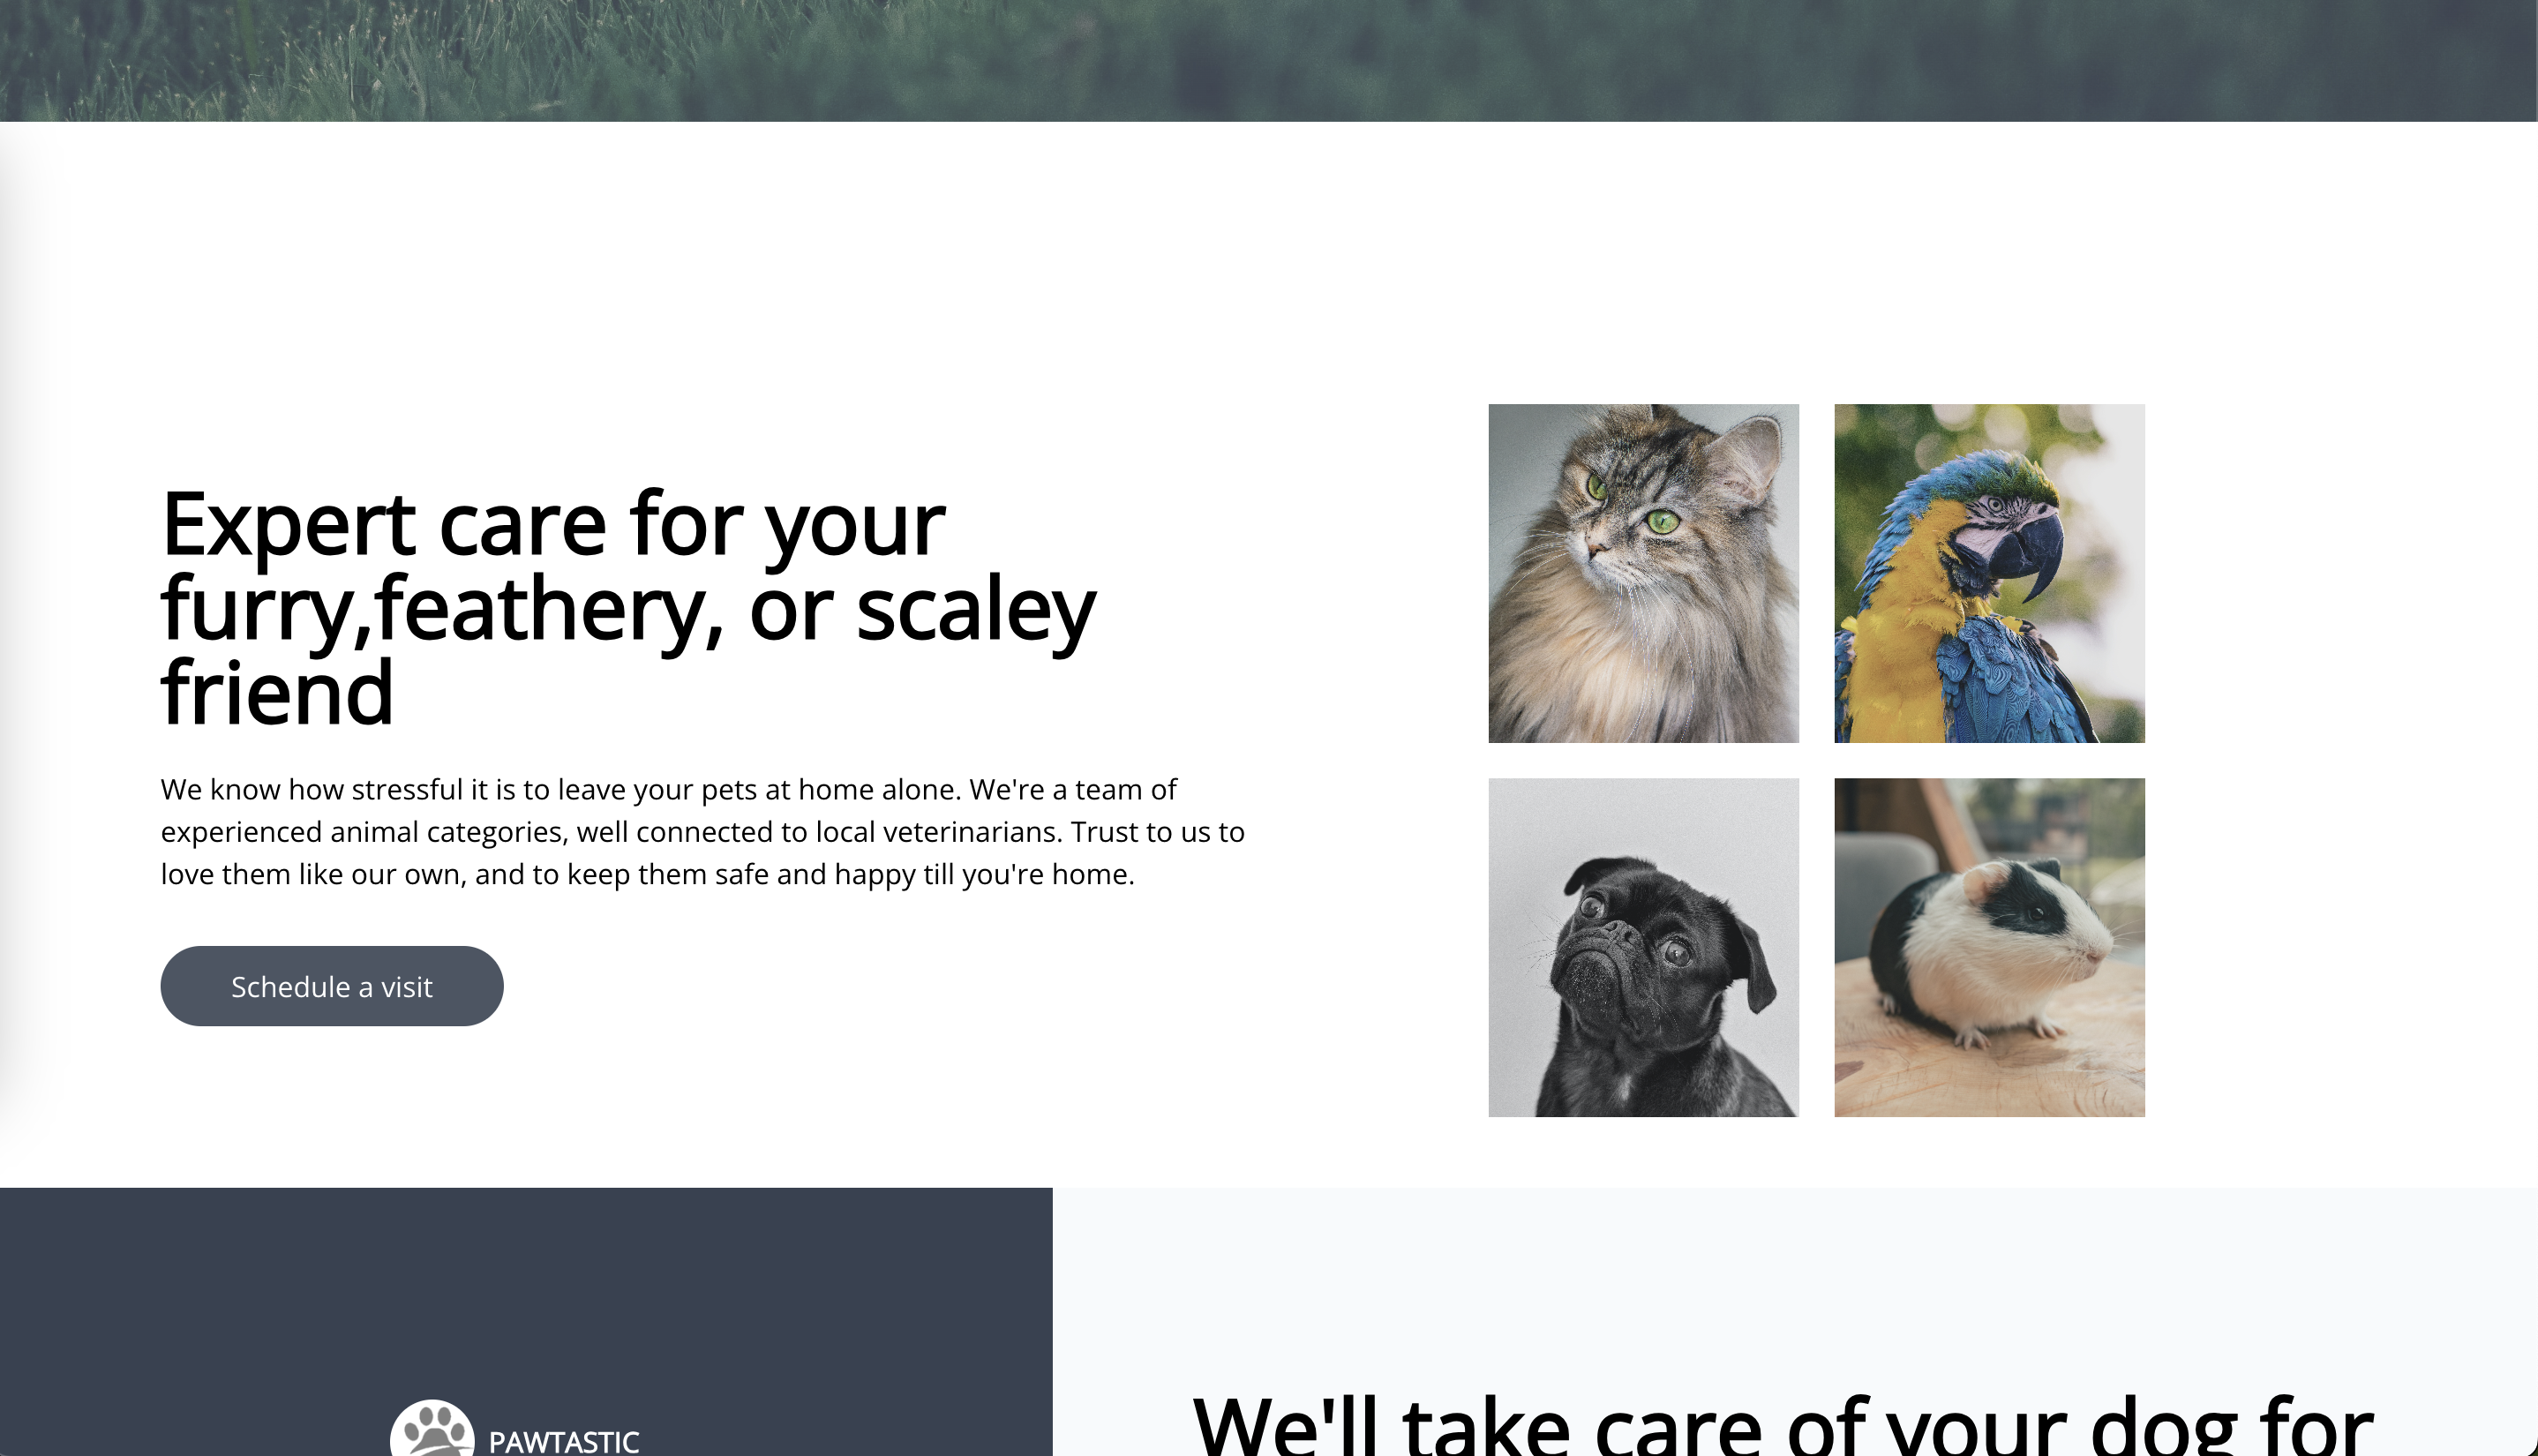 Expert care for your
furry,feathery, or scaley
friend
We know how stressful it is to leave your pets at home alone. We're a team of
experienced animal categories, well connected to local veterinarians. Trust to us to
love them like our own, and to keep them safe and happy till you're home.
Schedule a visit
PAWTASTIC
We'll take care of your dog for